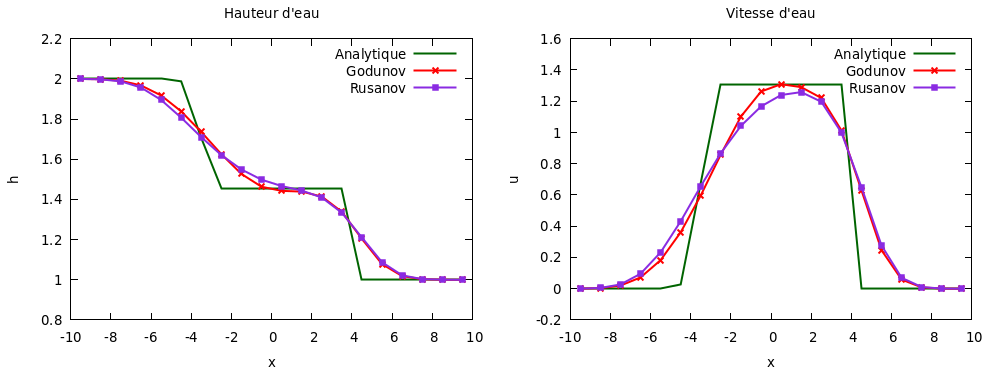 Hauteur d'eau
2.2
2
1.8
1.6
1.4
1.2
1
0.8
h
Analytique
Godunov
Rusanov
-10 -8 -6 -4 -2 0 2 4 6 8 10
x
Vitesse d'eau
1.6
1.4
1.2
1
0.8
0.6
0.4
0.2
0
-0.2
u
Analytique
Godunov
Rusanov
-10 -8 -6 -4 -2 0 2 4 6 8 10
x